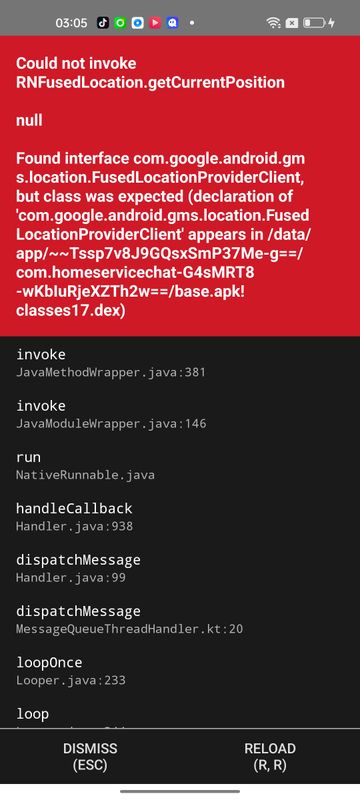 03:05
Could not invoke
RNFusedLocation.getCurrentPosition
null
Found interface com.google.android.gm
s.location.FusedLocationProviderClient,
but class was expected (declaration of
'com.google.android.gms.location.Fused
LocationProviderClient' appears in /data/
app/~~Tssp7v8J9GQsxSmP37Me-g==/
com.homeservicechat-G4sMRT8
-wKbluRjeXZTh2w==/base.apk!
classes17.dex)
invoke
JavaMethodWrapper.java:381
invoke
JavaModuleWrapper.java:146
run
NativeRunnable.java
handleCallback
Handler.java:938
dispatchMessage
Handler.java:99
dispatchMessage
MessageQueueThreadHandler.kt:20
loopOnce
Looper.java:233
loop
DISMISS
(ESC)
RELOAD
(R, R)